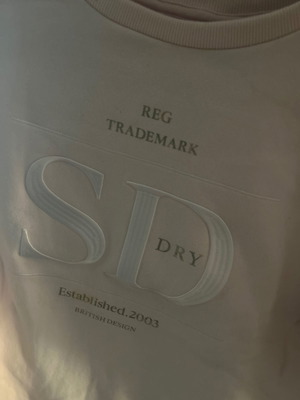 REG
TRADEMARK
SD
DRY
Established.2003
BRITISH DESIGN